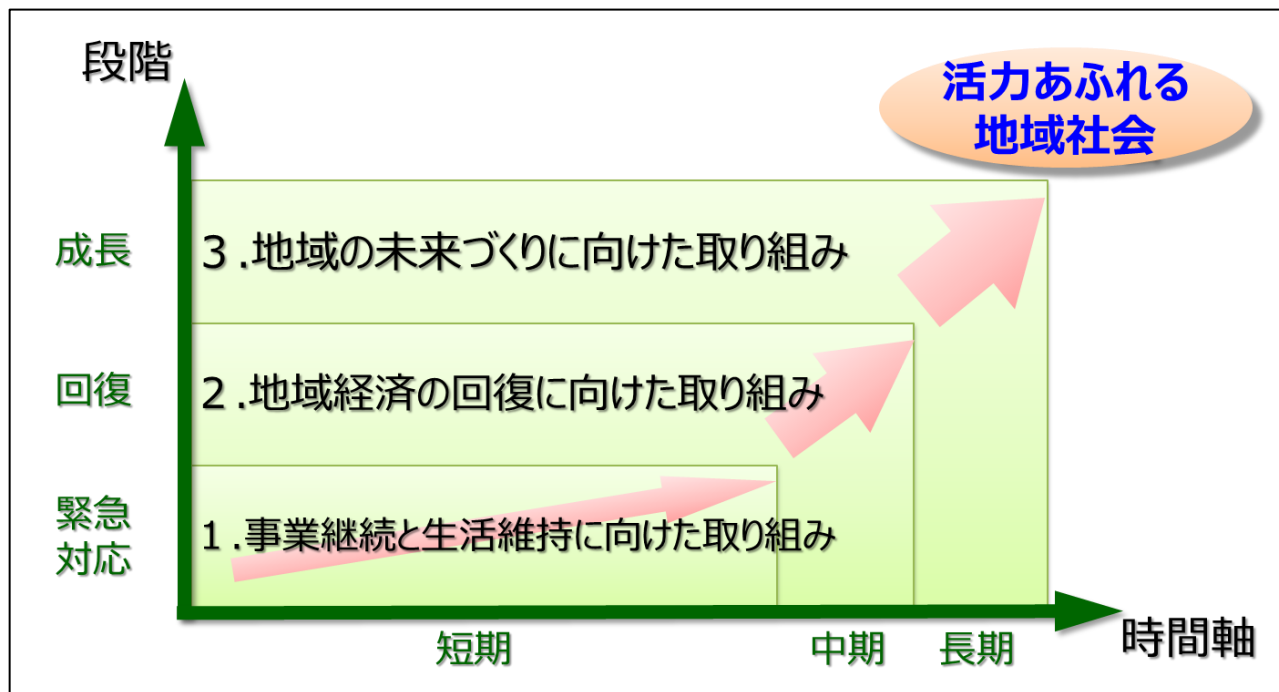 段階
活力あふれる
地域社会
成長
３.地域の未来づくりに向けた取り組み
回復
２.地域経済の回復に向けた取り組み
緊急
対応
１.事業継続と生活維持に向けた取り組み
短期
中期
長期
時間軸